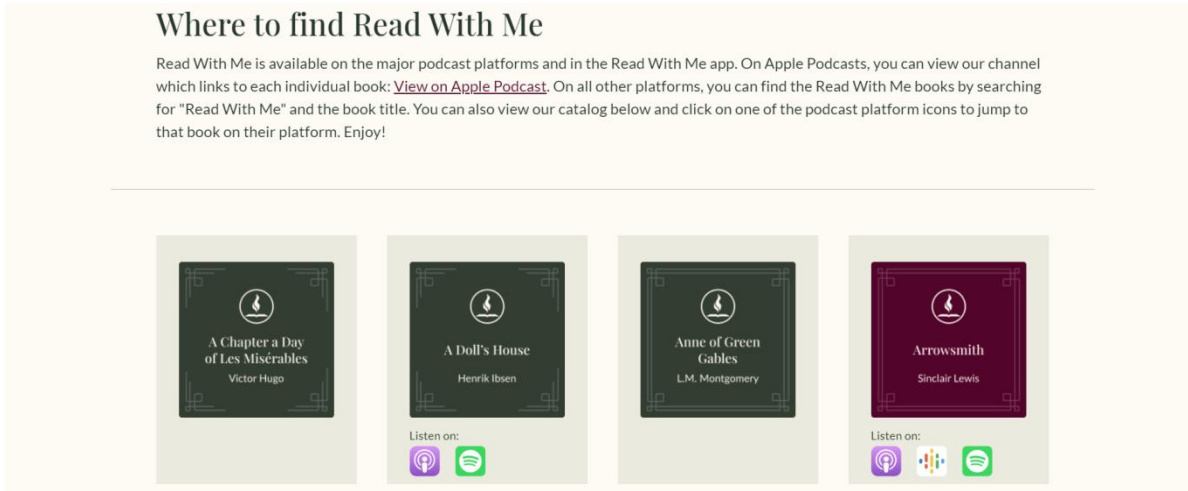 Where to find Read With Me
Read With Me is available on the major podcast platforms and in the Read With Me app. On Apple Podcasts, you can view our channel
which links to each individual book: View on Apple Podcast. On all other platforms, you can find the Read With Me books by searching
for "Read With Me" and the book title. You can also view our catalog below and click on one of the podcast platform icons to jump to
that book on their platform. Enjoy!
A Chapter a Day
of Les Misérables
Victor Hugo
A Doll's House
Henrik Ibsen
Listen on:
Anne of Green
Gables
L.M. Montgomery
Arrowsmith
Sinclair Lewis
Listen on: